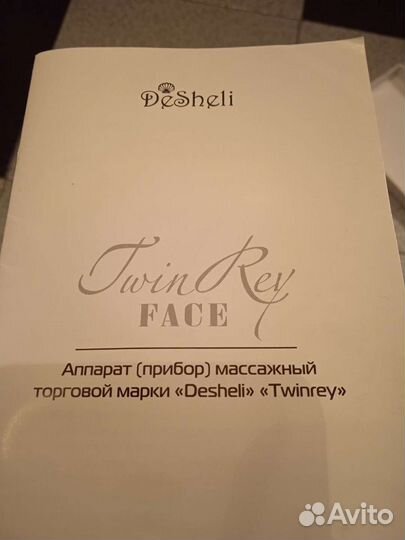 DeSheli
TwinRey
FACE
Аппарат (прибор) массажный
торговой марки «Desheli» «Twinrey»
Avito